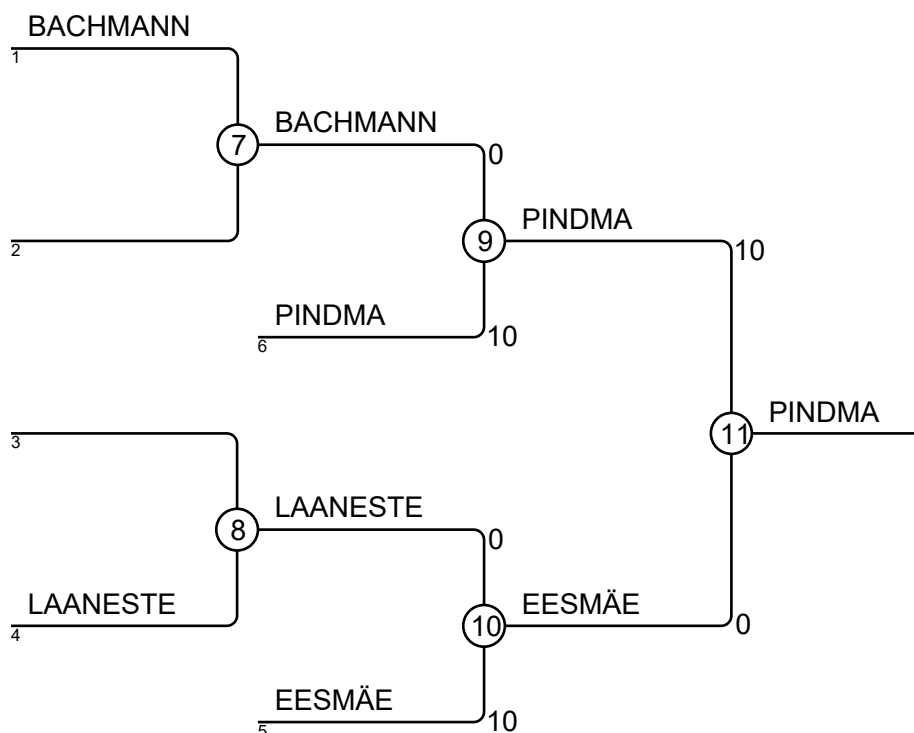 BACHMANN
1
7
BACHMANN
0
2
9
PINDMA
10
PINDMA
6
10
3
11
PINDMA
8
LAANESTE
0
LAANESTE
4
10
EESMÄE
0
EESMÄE
5
10